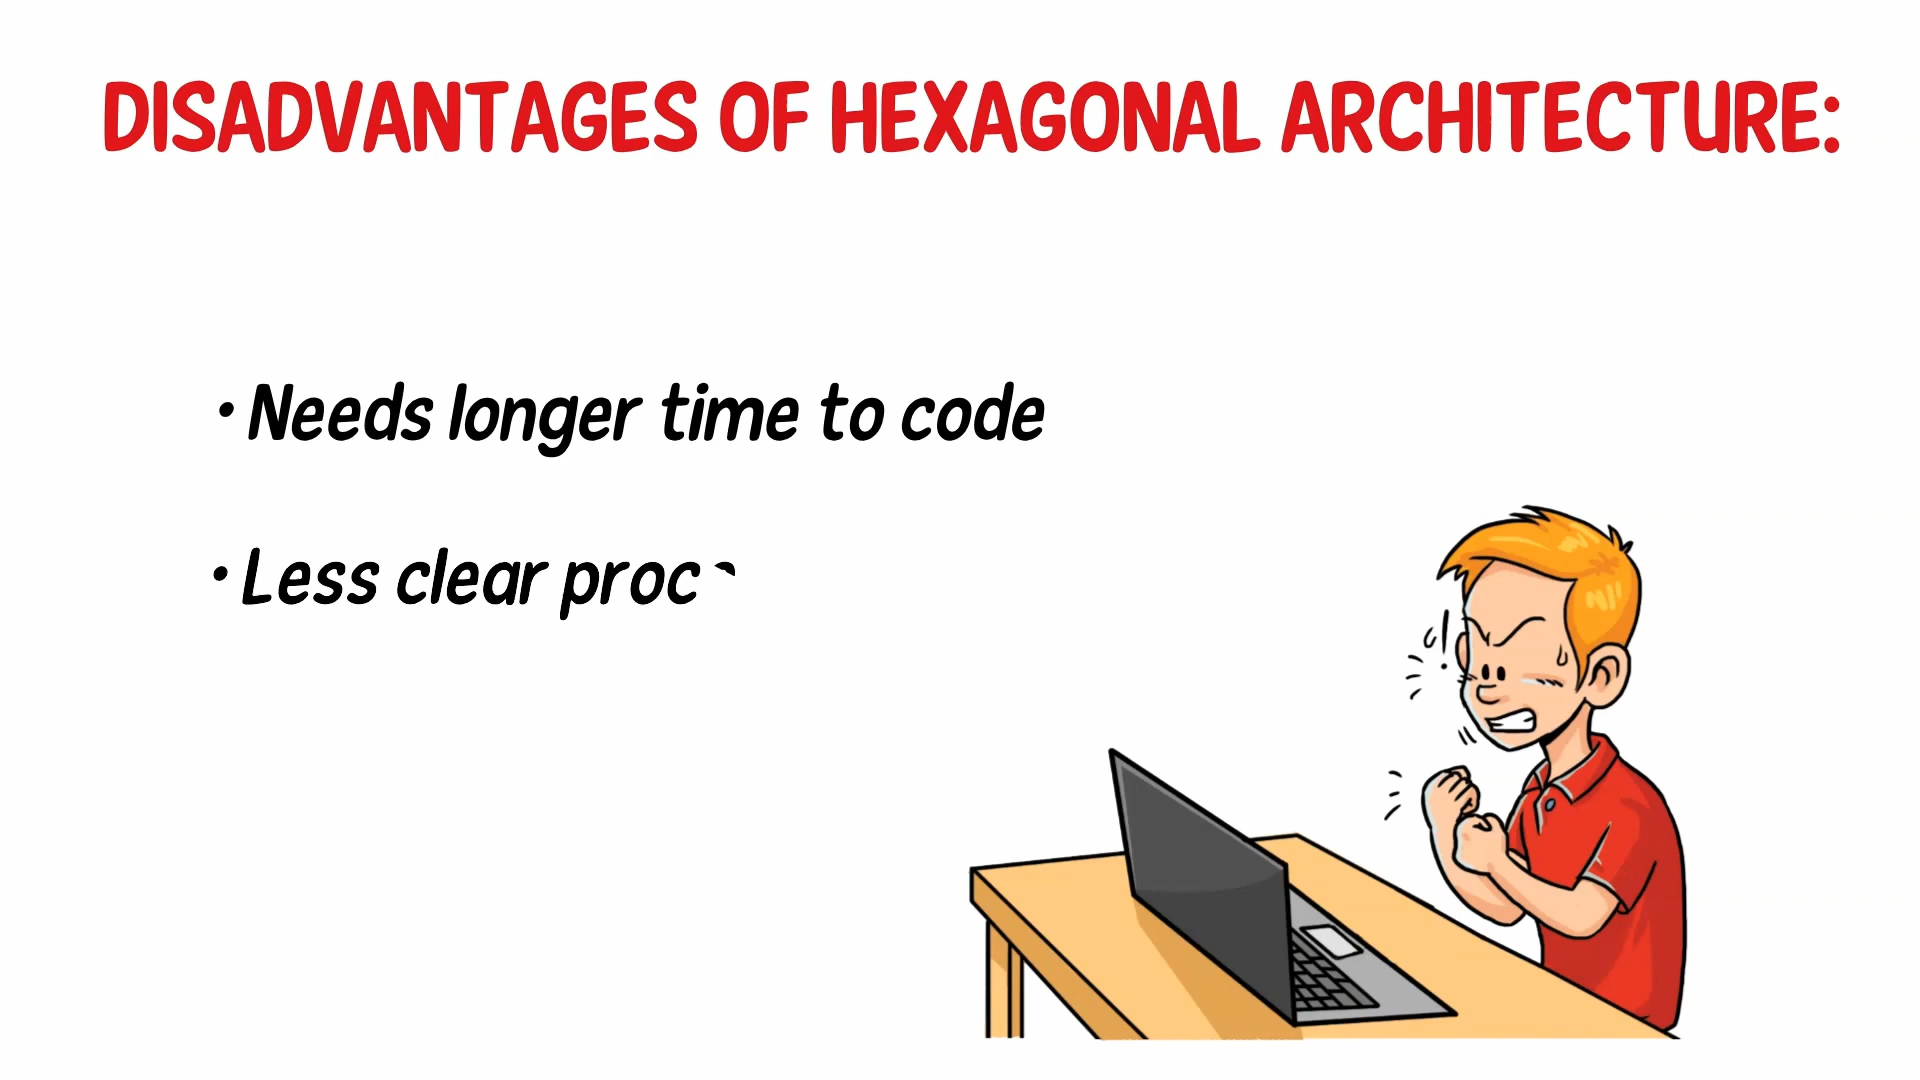 DISADVANTAGES OF HEXAGONAL ARCHITECTURE:
• Needs longer time to code
• Less clear proc